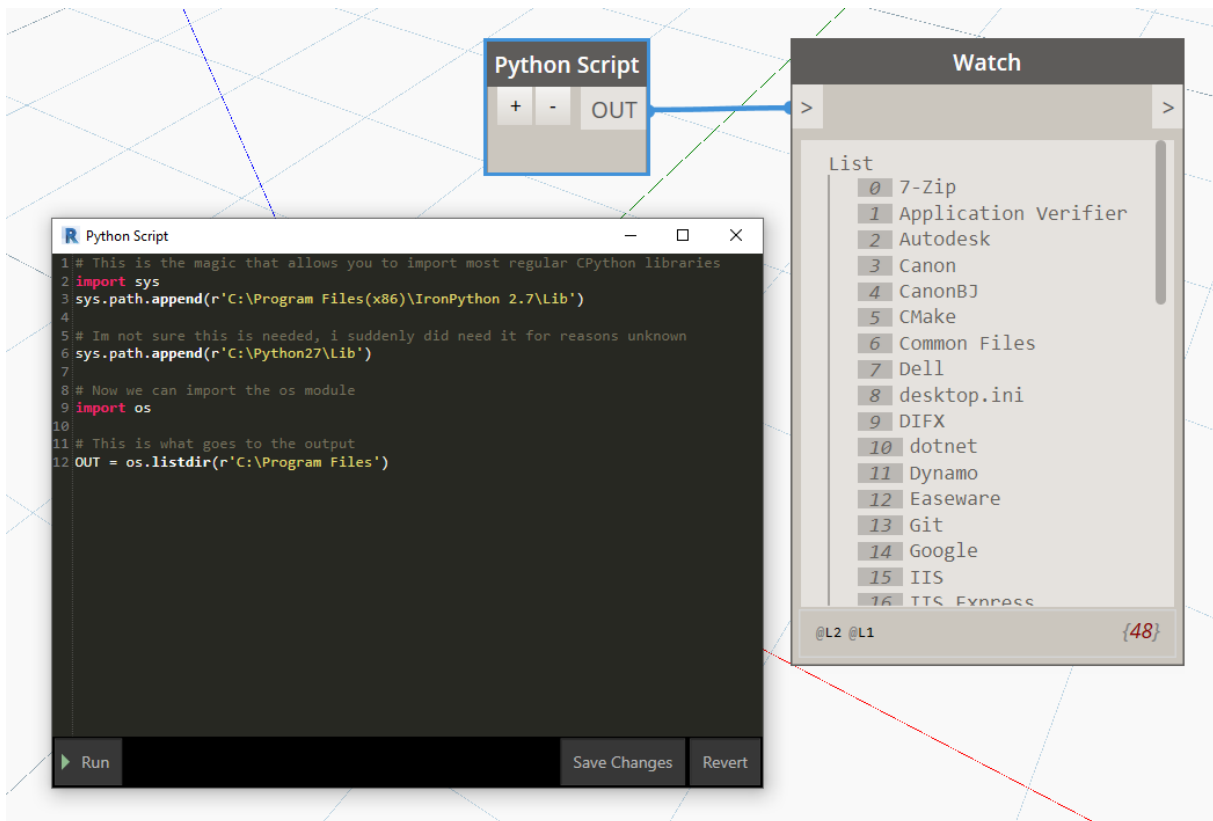 Python Script
+ - OUT
Watch
> >
List
0 7-Zip
1 Application Verifier
2 Autodesk
3 Canon
4 CanonBJ
5 CMake
6 Common Files
7 Dell
8 desktop.ini
9 DIFX
10 dotnet
11 Dynamo
12 Easeware
13 Git
14 Google
15 IIS
16 IIS Express
@L2 @L1 {48}
R Python Script
1 # This is the magic that allows you to import most regular CPython libraries
2 import sys
3 sys.path.append(r'C:\Program Files(x86)\IronPython 2.7\Lib')
4
5 # Im not sure this is needed, i suddenly did need it for reasons unknown
6 sys.path.append(r'C:\Python27\Lib')
7
8 # Now we can import the os module
9 import os
10
11 # This is what goes to the output
12 OUT = os.listdir(r'C:\Program Files')
Run Save Changes Revert